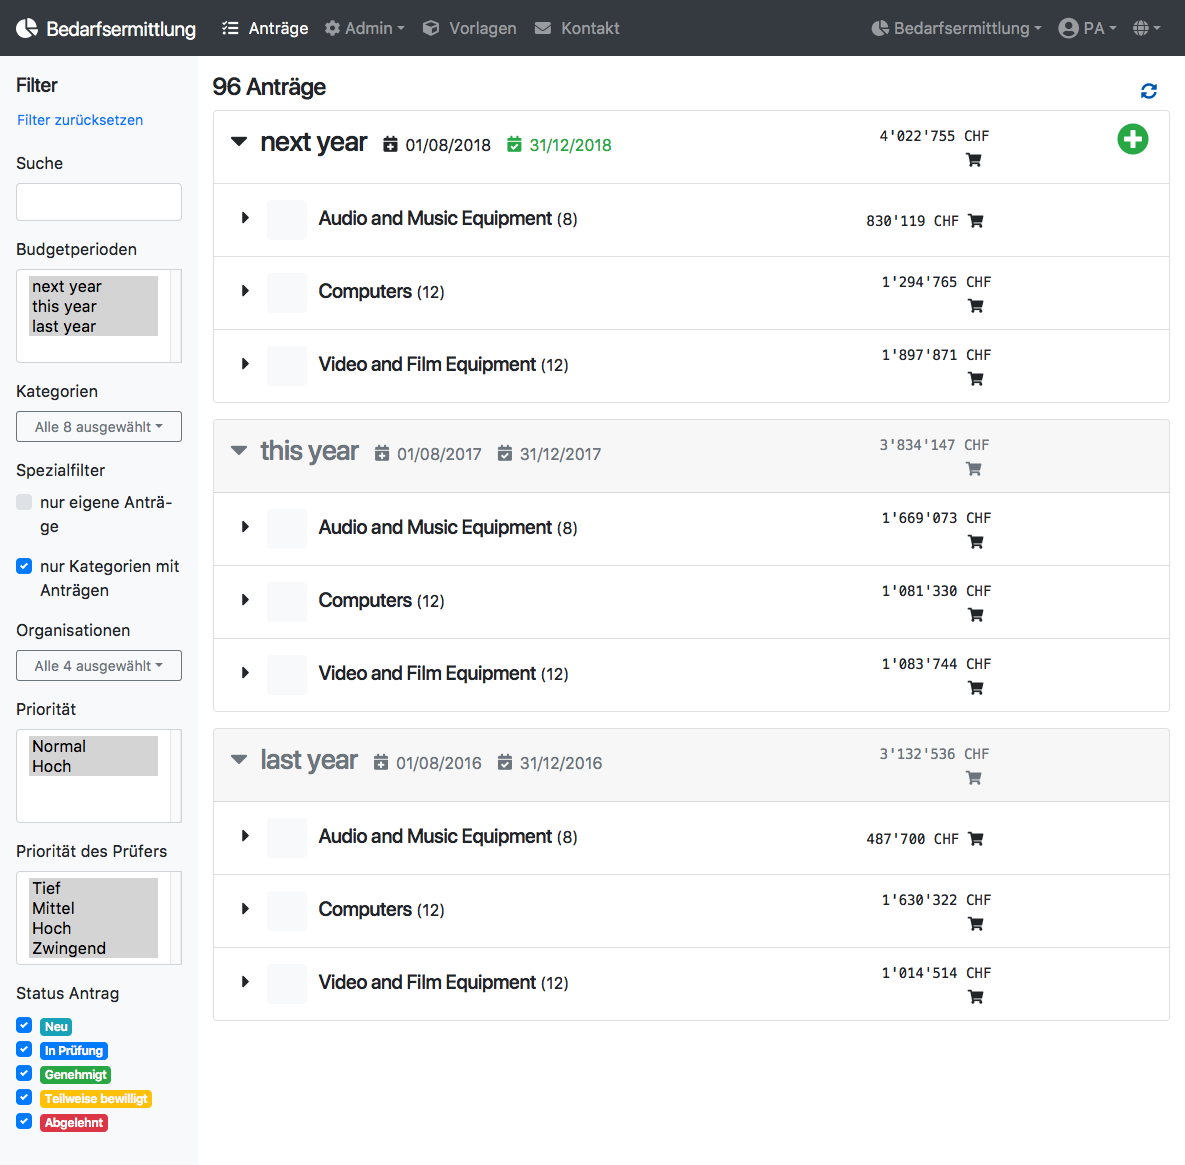 Bedarfsermittlung Anträge Admin Vorlagen Kontakt Bedarfsermittlung PA
Filter
Filter zurücksetzen
Suche
Budgetperioden
next year
this year
last year
Kategorien
Alle 8 ausgewählt
Spezialfilter
nur eigene Anträ-
ge
nur Kategorien mit
Anträgen
Organisationen
Alle 4 ausgewählt
Priorität
Normal
Hoch
Priorität des Prüfers
Tief
Mittel
Hoch
Zwingend
Status Antrag
Neu
In Prüfung
Genehmigt
Teilweise bewilligt
Abgelehnt
96 Anträge
next year 01/08/2018 31/12/2018 4'022'755 CHF
Audio and Music Equipment (8) 830'119 CHF
Computers (12) 1'294'765 CHF
Video and Film Equipment (12) 1'897'871 CHF
this year 01/08/2017 31/12/2017 3'834'147 CHF
Audio and Music Equipment (8) 1'669'073 CHF
Computers (12) 1'081'330 CHF
Video and Film Equipment (12) 1'083'744 CHF
last year 01/08/2016 31/12/2016 3'132'536 CHF
Audio and Music Equipment (8) 487'700 CHF
Computers (12) 1'630'322 CHF
Video and Film Equipment (12) 1'014'514 CHF